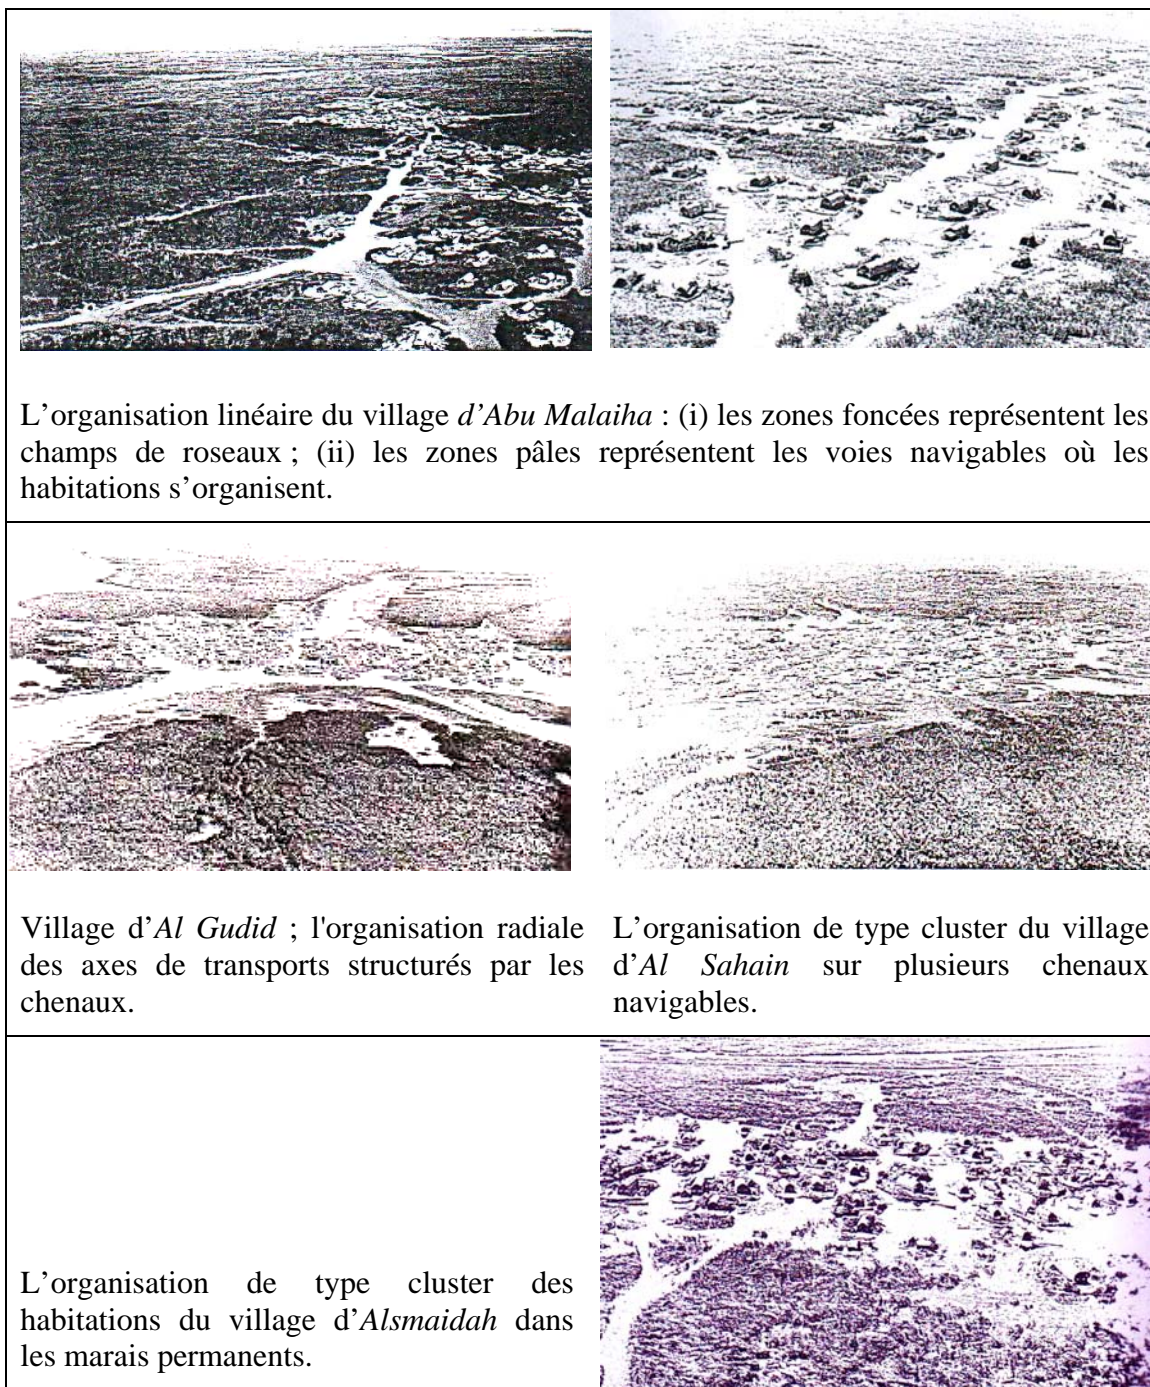 L’organisation linéaire du village d’Abu Malaiha : (i) les zones foncées représentent les
champs de roseaux ; (ii) les zones pâles représentent les voies navigables où les
habitations s’organisent.
Village d’Al Gudid ; l'organisation radiale
des axes de transports structurés par les
chenaux.
L’organisation de type cluster du village
d’Al Sahain sur plusieurs chenaux
navigables.
L’organisation de type cluster des
habitations du village d’Alsmaidah dans
les marais permanents.